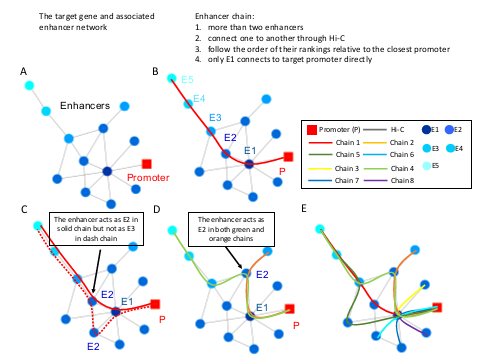 The target gene and associated
enhancer network
Enhancer chain:
1. more than two enhancers
2. connect one to another through Hi-C
3. follow the order of their rankings relative to the closest promoter
4. only E1 connects to target promoter directly
A
Enhancers
Promoter
B
E5
E4
E3
E2
E1
P
Promoter (P) Hi-C E1 E2
Chain 1 Chain 2
E3 E4
Chain 5 Chain 6
Chain 3 Chain 4
E5
Chain 7 Chain8
C
The enhancer acts as E2 in
solid chain but not as E3
in dash chain
E2
E1
P
E2
D
The enhancer acts as
E2 in both green and
orange chains
E2
E1
P
E